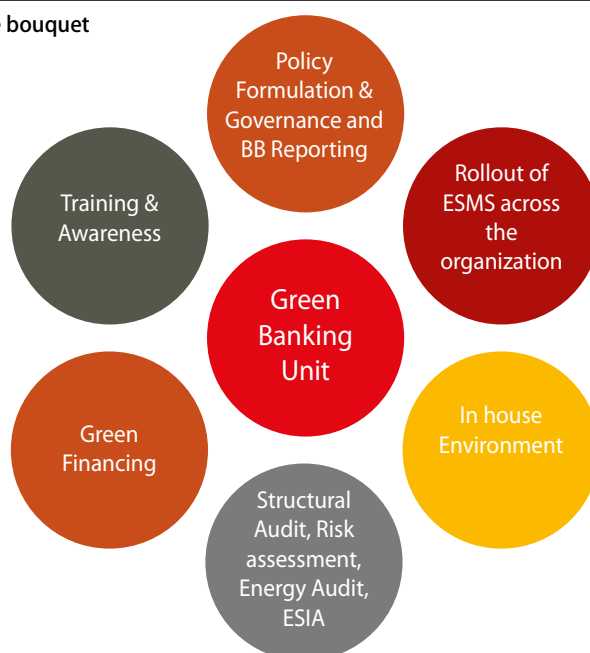 bouquet
Policy
Formulation &
Governance and
BB Reporting
Training &
Awareness
Rollout of
ESMS across
the
organization
Green
Banking
Unit
Green
Financing
In house
Environment
Structural
Audit, Risk
assessment,
Energy Audit,
ESIA